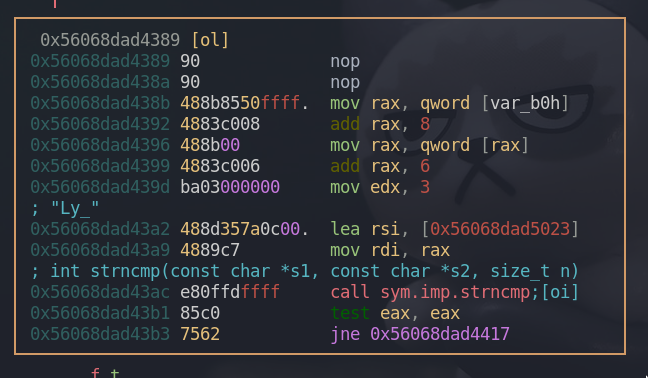 0x56068dad4389 [ol]
0x56068dad4389 90 nop
0x56068dad438a 90 nop
0x56068dad438b 488b8550ffff. mov rax, qword [var_b0h]
0x56068dad4392 4883c008 add rax, 8
0x56068dad4396 488b00 mov rax, qword [rax]
0x56068dad4399 4883c006 add rax, 6
0x56068dad439d ba03000000 mov edx, 3
; "Ly_"
0x56068dad43a2 488d357a0c00. lea rsi, [0x56068dad5023]
0x56068dad43a9 4889c7 mov rdi, rax
; int strncmp(const char *s1, const char *s2, size_t n)
0x56068dad43ac e80ffdffff call sym.imp.strncmp;[oi]
0x56068dad43b1 85c0 test eax, eax
0x56068dad43b3 7562 jne 0x56068dad4417
f t